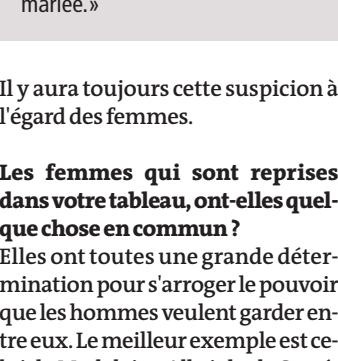 mariée.»
Il y aura toujours cette suspicion à
l'égard des femmes.
Les femmes qui sont reprises
dans votre tableau, ont-elles quel-
que chose en commun ?
Elles ont toutes une grande déter-
mination pour s'arroger le pouvoir
que les hommes veulent garder en-
tre eux. Le meilleur exemple est ce-